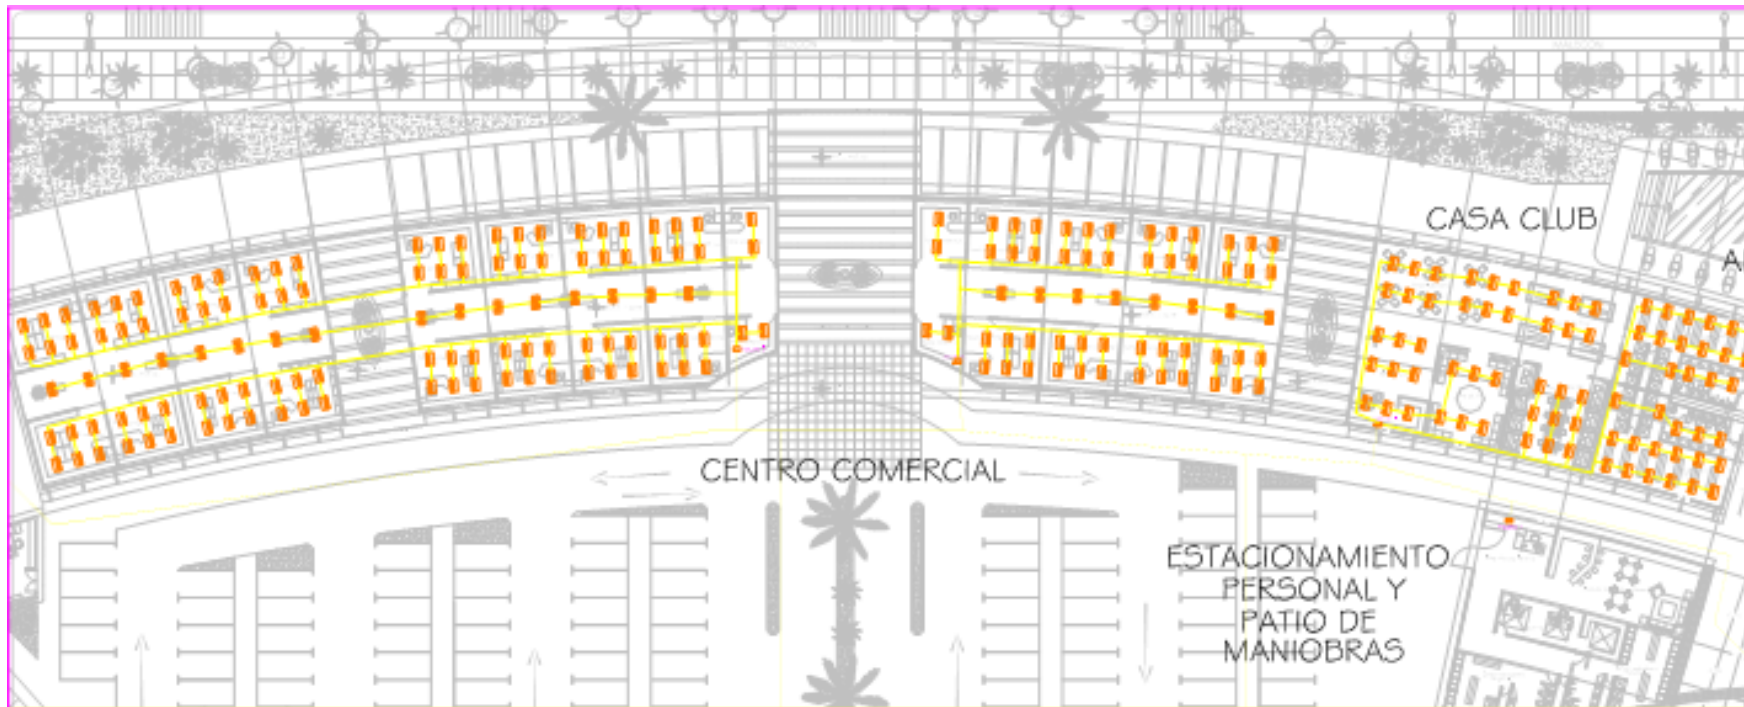 CASA CLUB
CENTRO COMERCIAL
ESTACIONAMIENTO
PERSONAL Y
PATIO DE
MANIOBRAS